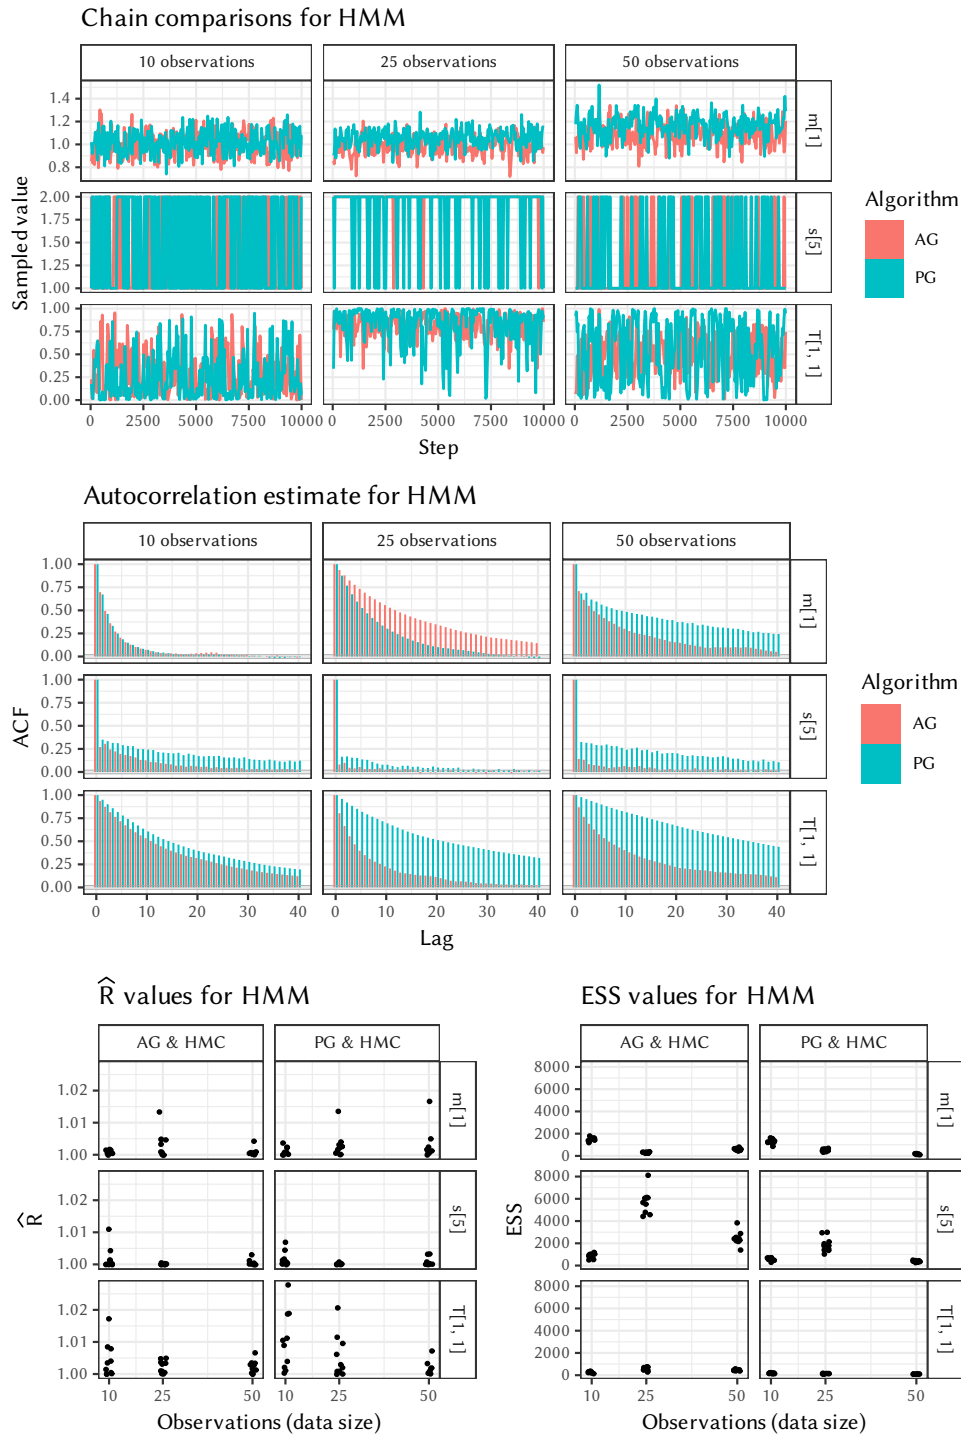 Chain comparisons for HMM
10 observations
25 observations
50 observations
Sampled value
1.4
1.2
1.0
0.8
m[1]
2.00
1.75
1.50
1.25
1.00
s[5]
1.00
0.75
0.50
0.25
0.00
T[1, 1]
0 2500 5000 7500 10000
0 2500 5000 7500 10000
0 2500 5000 7500 10000
Step
Algorithm
AG
PG
Autocorrelation estimate for HMM
10 observations
25 observations
50 observations
ACF
1.00
0.75
0.50
0.25
0.00
m[1]
1.00
0.75
0.50
0.25
0.00
s[5]
1.00
0.75
0.50
0.25
0.00
T[1, 1]
0 10 20 30 40
0 10 20 30 40
0 10 20 30 40
Lag
Algorithm
AG
PG
R̂ values for HMM
AG & HMC
PG & HMC
R̂
1.02
1.01
1.00
m[1]
1.02
1.01
1.00
s[5]
1.02
1.01
1.00
T[1, 1]
10 25 50
10 25 50
Observations (data size)
ESS values for HMM
AG & HMC
PG & HMC
ESS
8000
6000
4000
2000
0
m[1]
8000
6000
4000
2000
0
s[5]
8000
6000
4000
2000
0
T[1, 1]
10 25 50
10 25 50
Observations (data size)